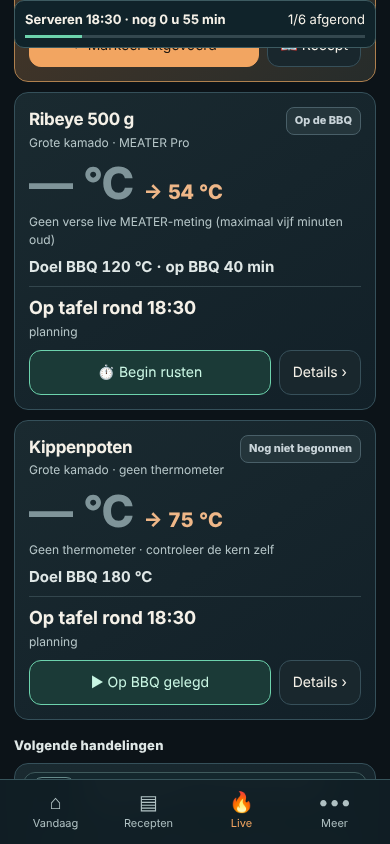 Serveren 18:30 · nog 0 u 55 min
1/6 afgerond
Ribeye 500 g
Op de BBQ
Grote kamado · MEATER Pro
— °C → 54 °C
Geen verse live MEATER-meting (maximaal vijf minuten
oud)
Doel BBQ 120 °C · op BBQ 40 min
Op tafel rond 18:30
planning
⏱ Begin rusten
Details ›
Kippenpoten
Nog niet begonnen
Grote kamado · geen thermometer
— °C → 75 °C
Geen thermometer · controleer de kern zelf
Doel BBQ 180 °C
Op tafel rond 18:30
planning
▶ Op BBQ gelegd
Details ›
Volgende handelingen
Vandaag
Recepten
Live
Meer